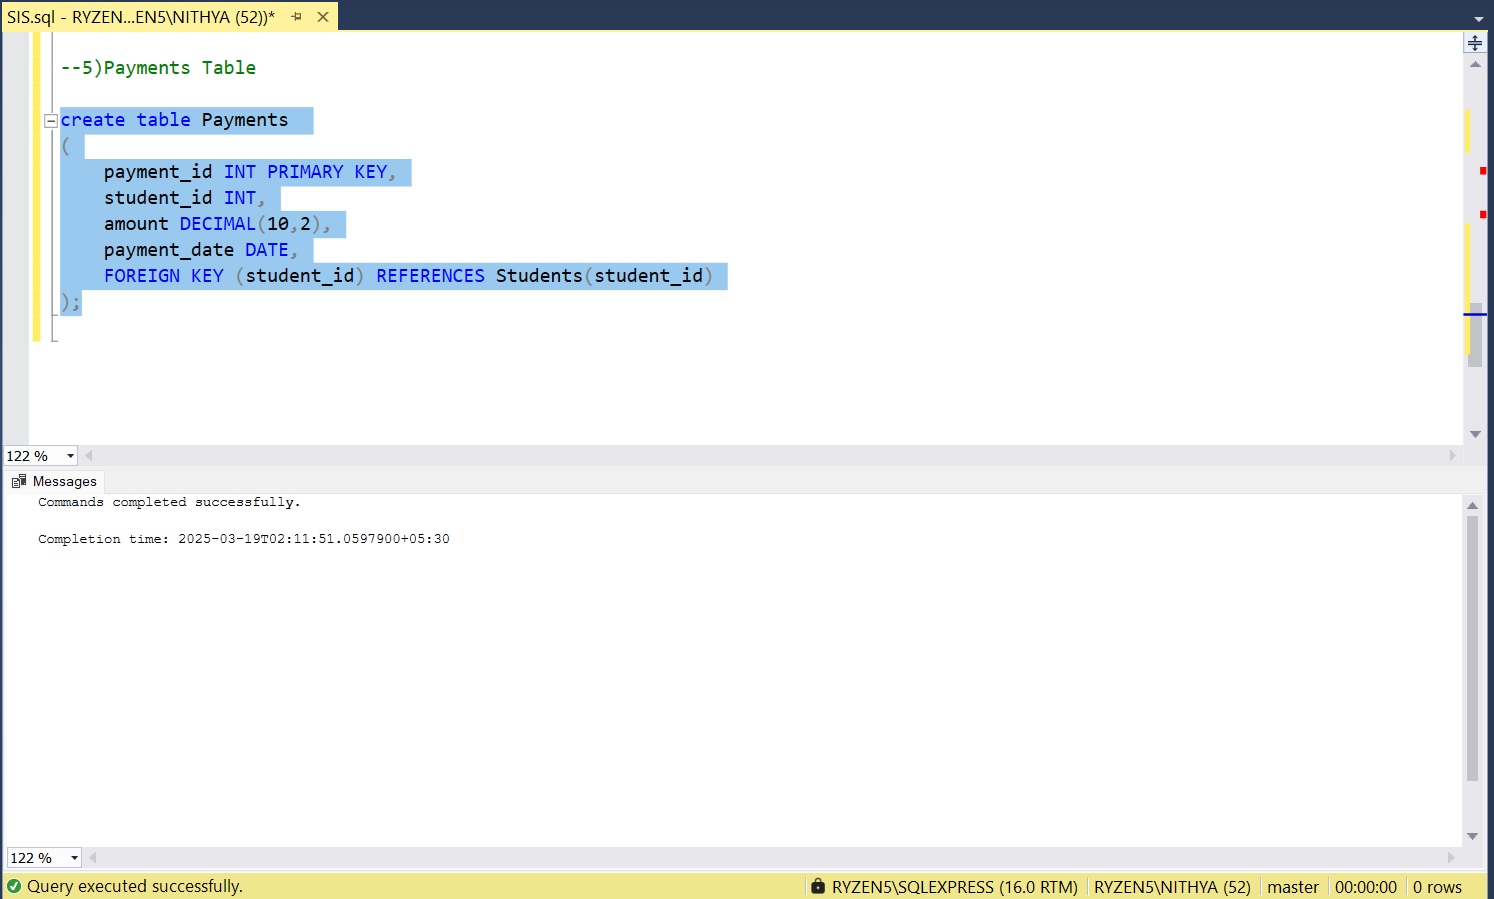 SIS.sql - RYZEN...EN5\NITHYA (52))*
--5)Payments Table
create table Payments
(
payment_id INT PRIMARY KEY,
student_id INT,
amount DECIMAL(10,2),
payment_date DATE,
FOREIGN KEY (student_id) REFERENCES Students(student_id)
);
122 %
Messages
Commands completed successfully.
Completion time: 2025-03-19T02:11:51.0597900+05:30
122 %
Query executed successfully.
RYZEN5\SQLEXPRESS (16.0 RTM) RYZEN5\NITHYA (52) master 00:00:00 0 rows